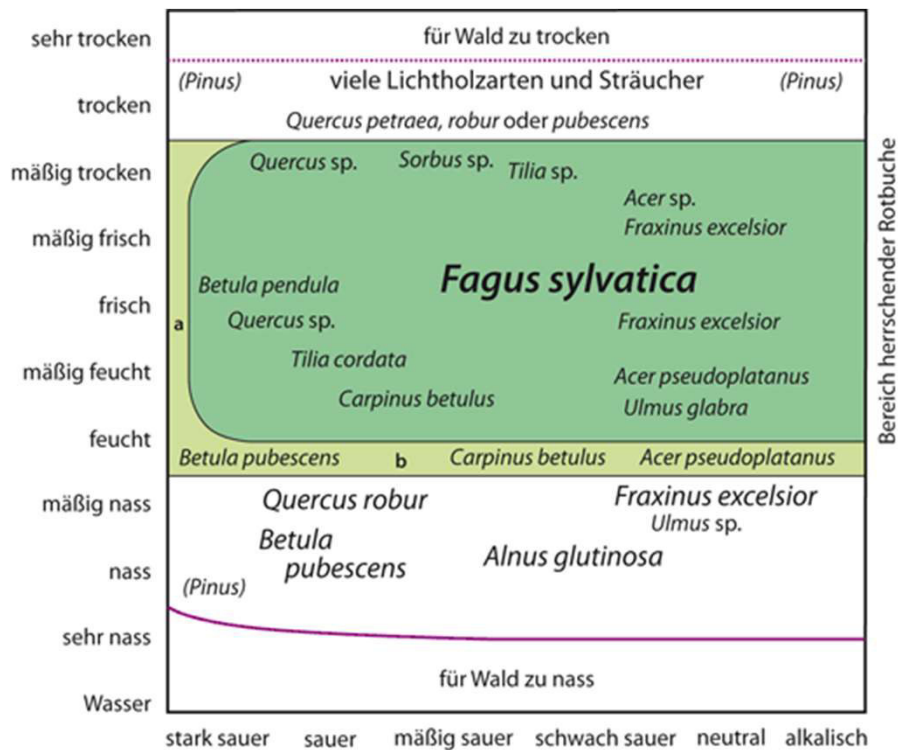 sehr trocken
für Wald zu trocken
(Pinus)
viele Lichtholzarten und Sträucher
(Pinus)
trocken
Quercus petraea, robur oder pubescens
mäßig trocken
Quercus sp.
Sorbus sp.
Tilia sp.
Acer sp.
mäßig frisch
Fraxinus excelsior
Fagus sylvatica
Betula pendula
frisch
a
Quercus sp.
Fraxinus excelsior
Tilia cordata
mäßig feucht
Acer pseudoplatanus
Carpinus betulus
Ulmus glabra
feucht
Betula pubescens
b
Carpinus betulus
Acer pseudoplatanus
mäßig nass
Quercus robur
Fraxinus excelsior
Ulmus sp.
Betula
pubescens
Alnus glutinosa
nass
(Pinus)
sehr nass
für Wald zu nass
Wasser
stark sauer
sauer
mäßig sauer
schwach sauer
neutral
alkalisch
Bereich herrschender Rotbuche